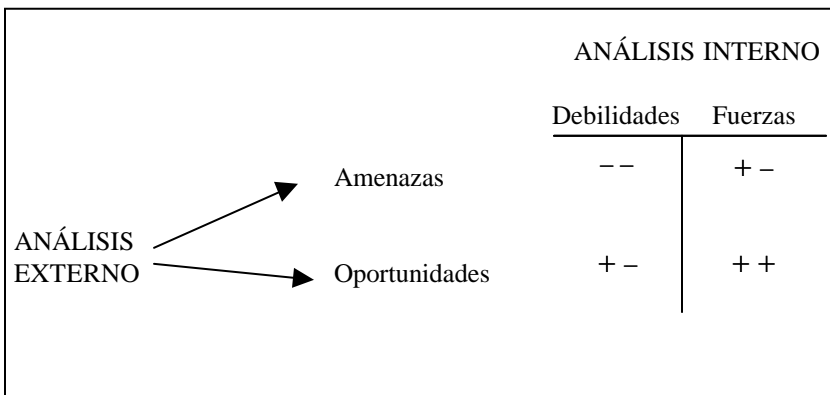 ANÁLISIS INTERNO
Debilidades Fuerzas
Amenazas − − + −
ANÁLISIS
EXTERNO
Oportunidades + − + +